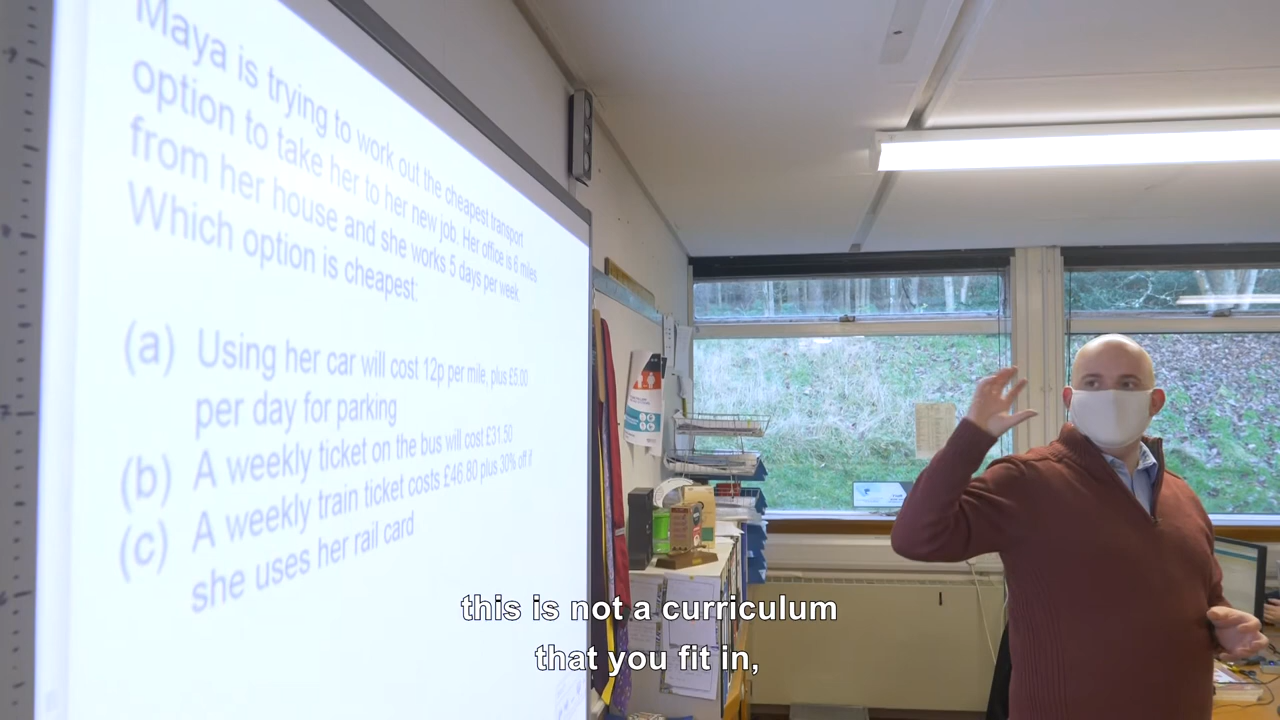 Maya is trying to work out the cheapest transport
option to take her to her new job. Her office is 6 miles
from her house and she works 5 days per week.
Which option is cheapest:
(a) Using her car will cost 12p per mile, plus £5.00
per day for parking
(b) A weekly ticket on the bus will cost £31.50
(c) A weekly train ticket costs £46.80 plus 30% off if
she uses her rail card
this is not a curriculum
that you fit in,